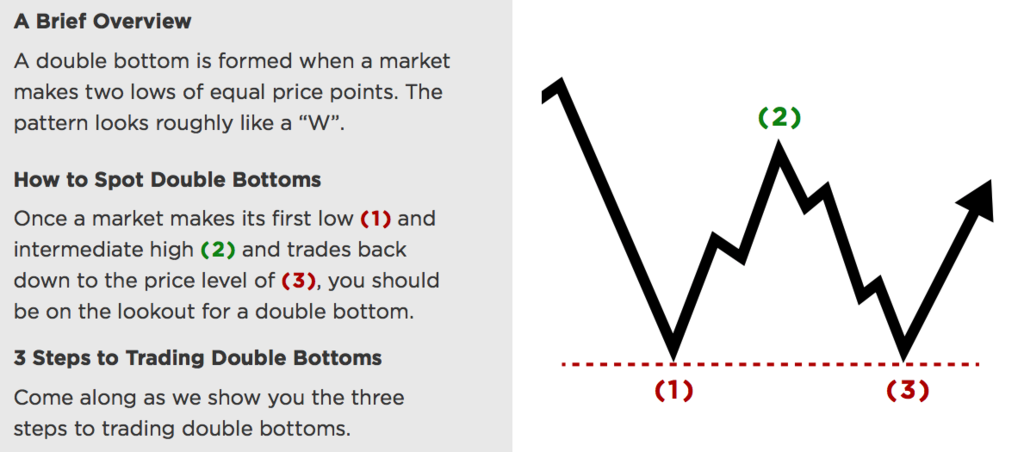 A Brief Overview
A double bottom is formed when a market
makes two lows of equal price points. The
pattern looks roughly like a “W”.
How to Spot Double Bottoms
Once a market makes its first low (1) and
intermediate high (2) and trades back
down to the price level of (3), you should
be on the lookout for a double bottom.
3 Steps to Trading Double Bottoms
Come along as we show you the three
steps to trading double bottoms.
(2)
(1)
(3)